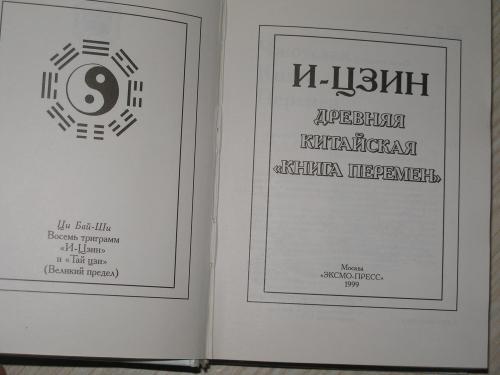 Ци Бай-Ши
Восемь триграмм
«И-Цзин»
и «Тай цзи»
(Великий предел)
И-ЦЗИН
ДРЕВНЯЯ
КИТАЙСКАЯ
«КНИГА ПЕРЕМЕН»
Москва
«ЭКСМО-ПРЕСС»
1999